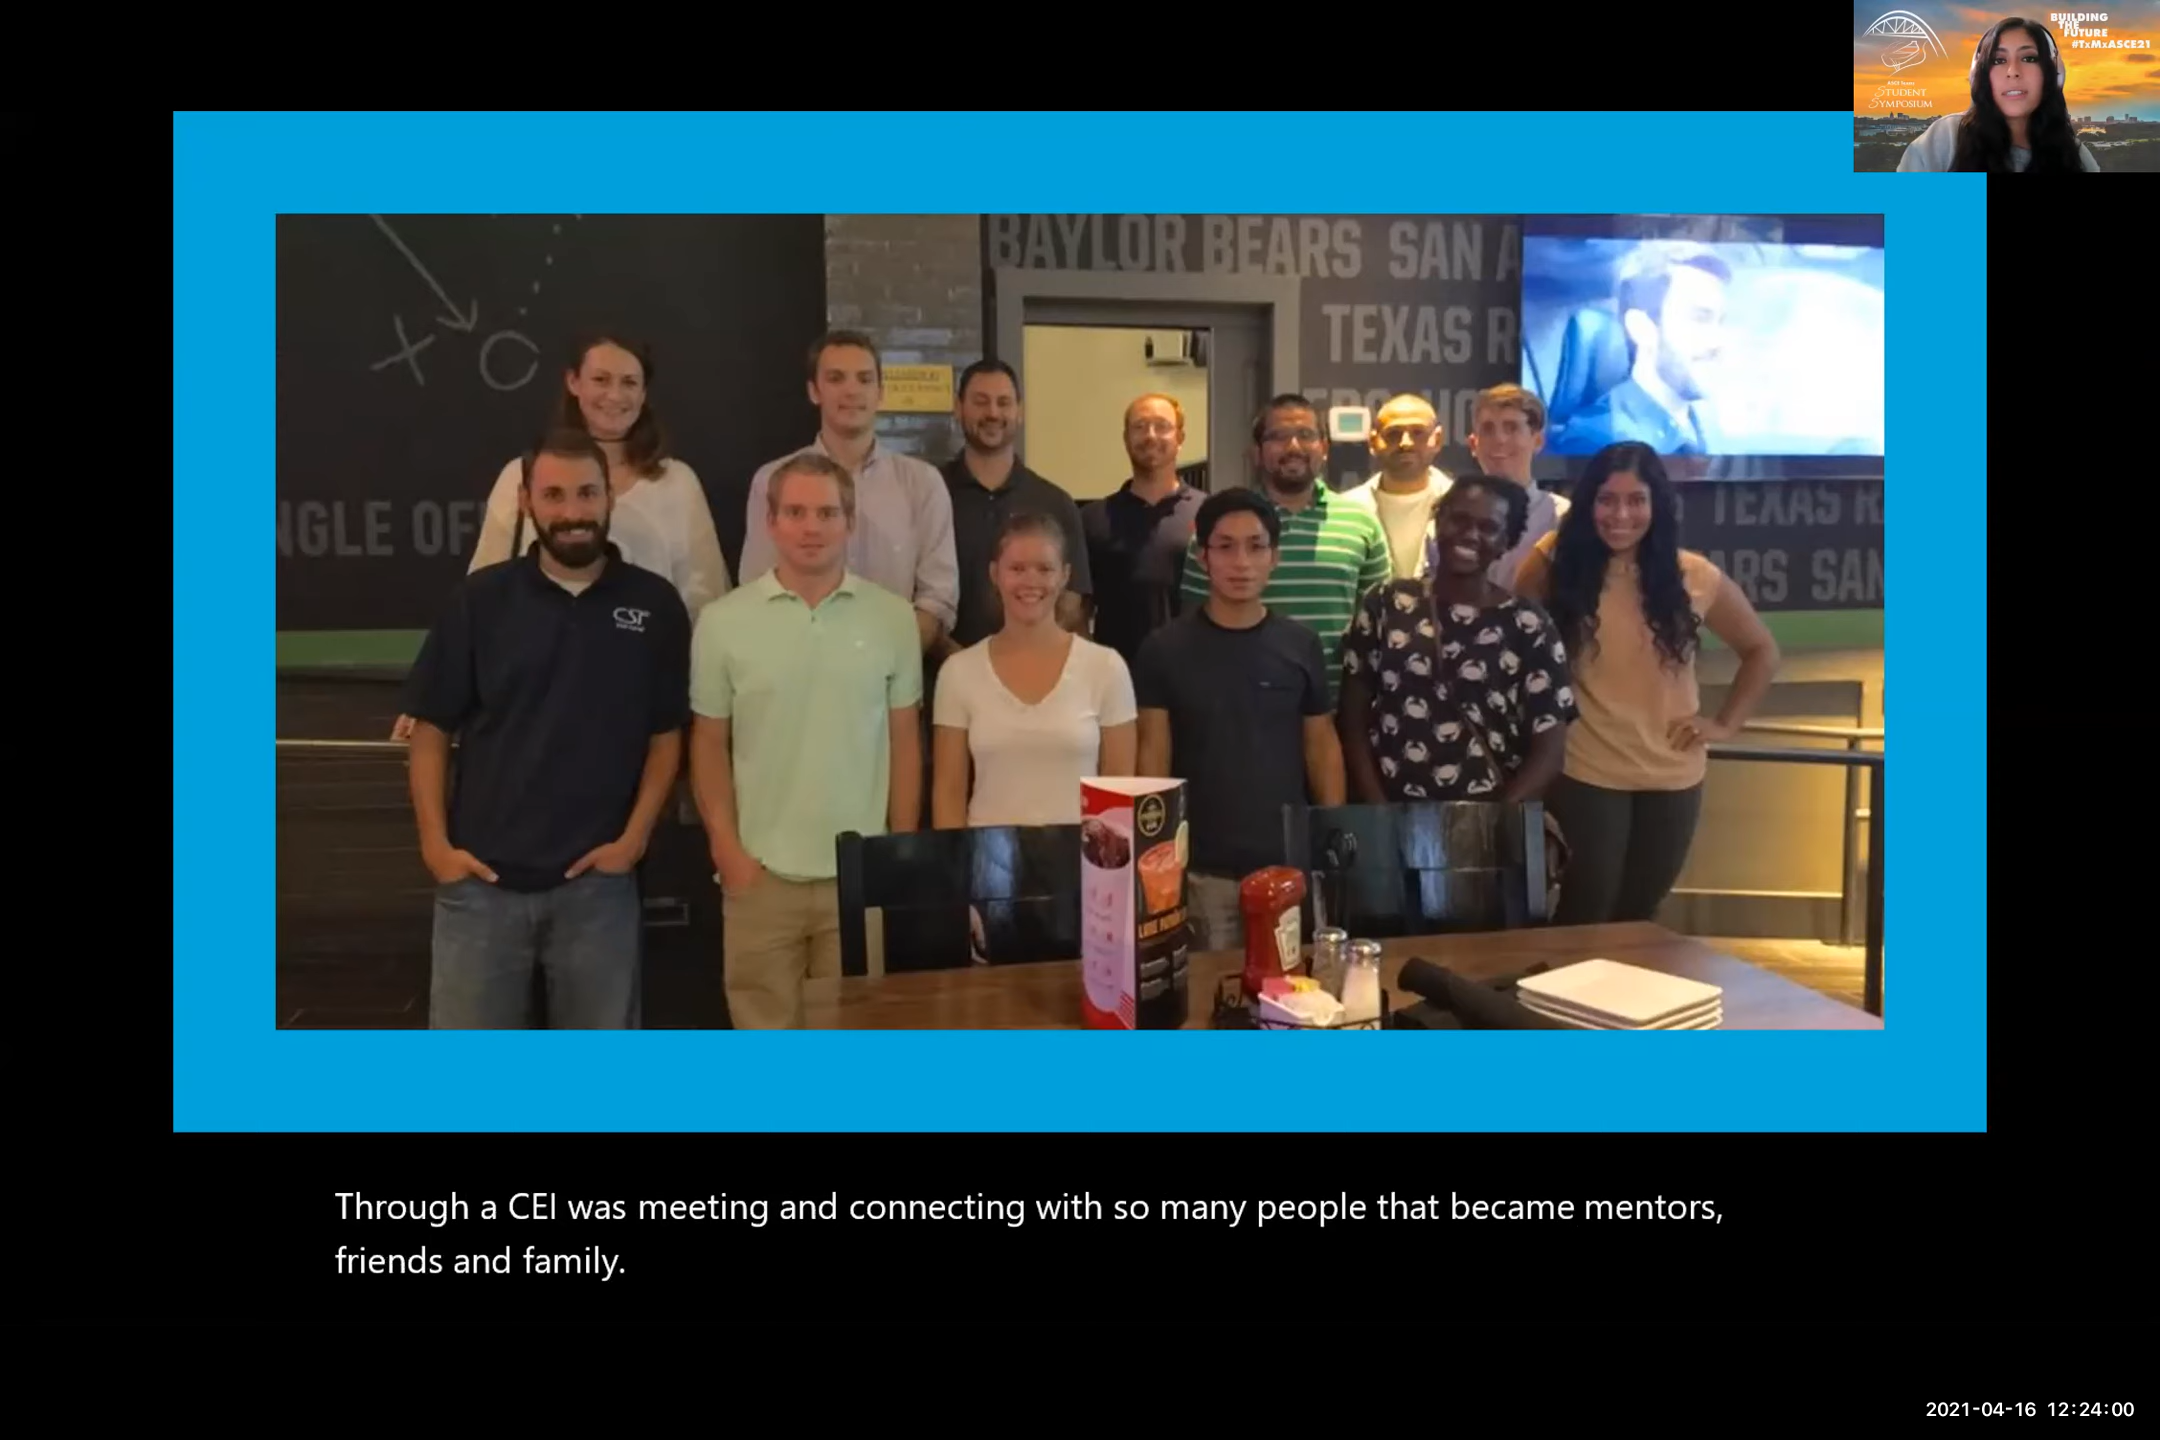 BUILDING
THE
FUTURE
#TxMxASCE21
STUDENT
SYMPOSIUM
BAYLOR BEARS SAN A
TEXAS R
NGLE OF
TEXAS R
ARS SAN
X O
CSI
Through a CEI was meeting and connecting with so many people that became mentors,
friends and family.
2021-04-16 12:24:00